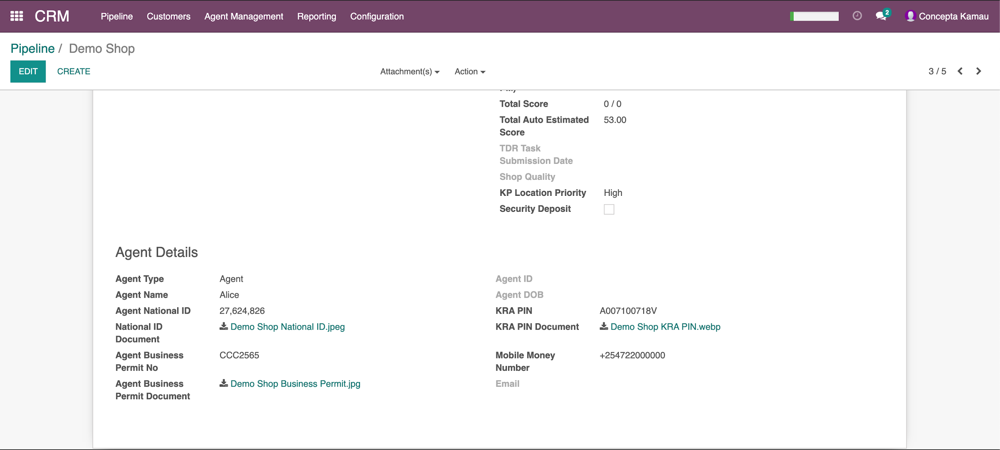 CRM Pipeline Customers Agent Management Reporting Configuration 2 Concepta Kamau
Pipeline / Demo Shop
EDIT CREATE Attachment(s) Action 3 / 5
Total Score 0 / 0
Total Auto Estimated Score 53.00
TDR Task Submission Date
Shop Quality
KP Location Priority High
Security Deposit
Agent Details
Agent Type Agent
Agent ID
Agent Name Alice
Agent DOB
Agent National ID 27,624,826
KRA PIN A007100718V
National ID Document Demo Shop National ID.jpeg
KRA PIN Document Demo Shop KRA PIN.webp
Agent Business Permit No CCC2565
Mobile Money Number +254722000000
Agent Business Permit Document Demo Shop Business Permit.jpg
Email